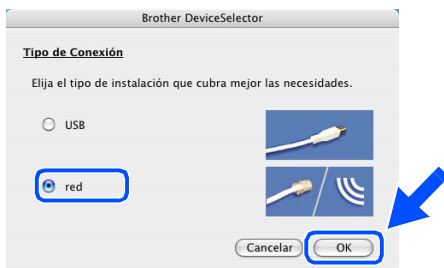 Brother DeviceSelector
Tipo de Conexión
Elija el tipo de instalación que cubra mejor las necesidades.
USB
red
Cancelar OK